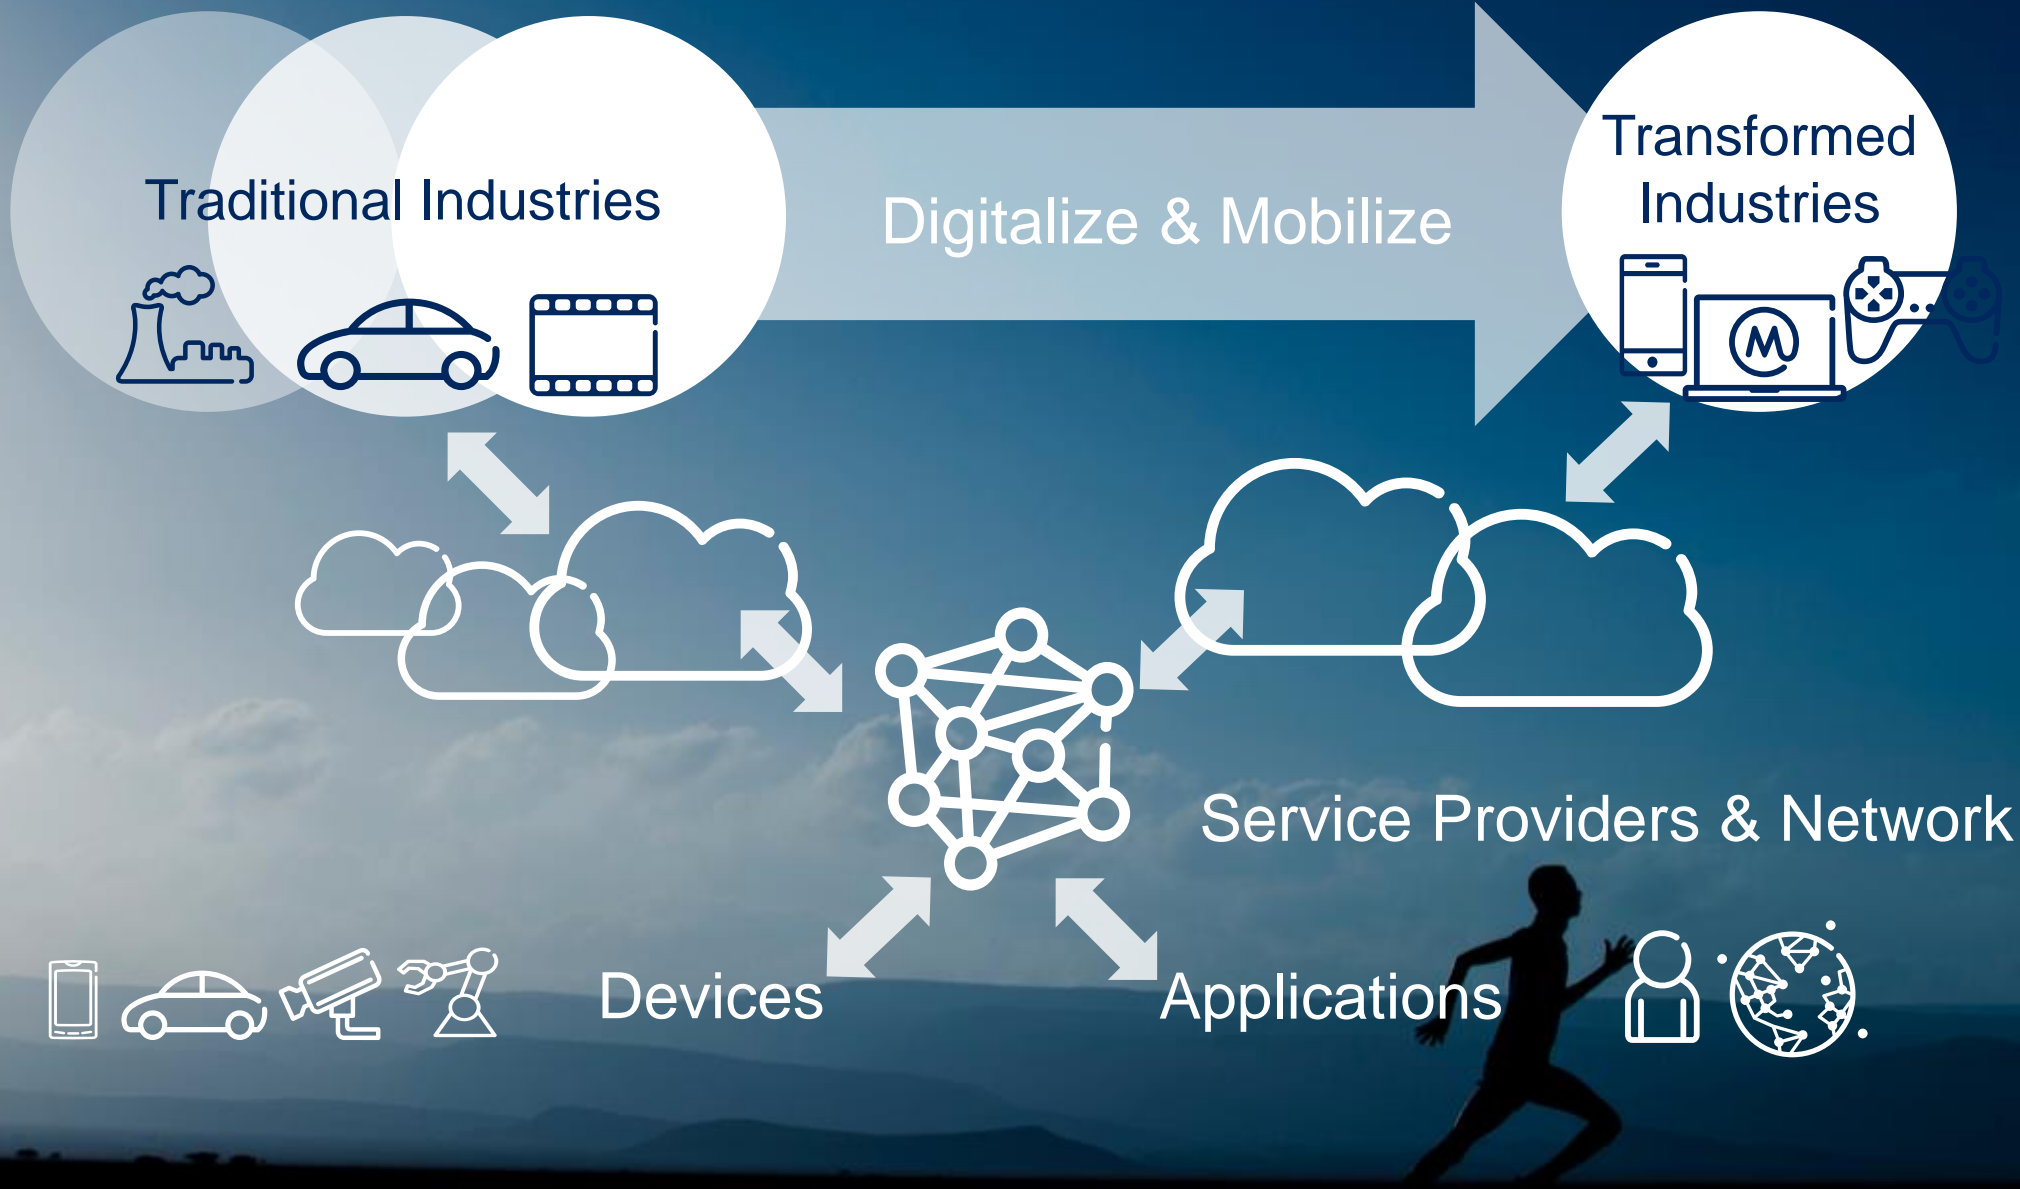 Traditional Industries
Digitalize & Mobilize
Transformed
Industries
M
Service Providers & Network
Devices
Applications